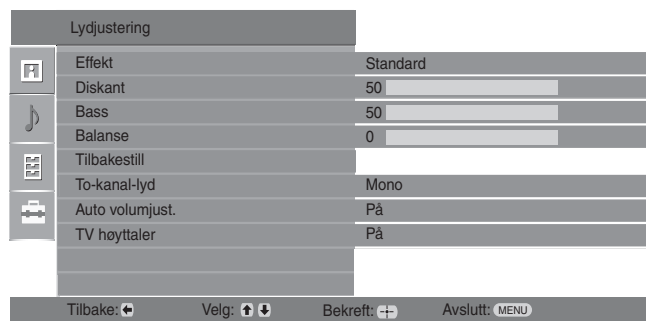 Lydjustering
Effekt Standard
Diskant 50
Bass 50
Balanse 0
Tilbakestill
To-kanal-lyd Mono
Auto volumjust. På
TV høyttaler På
Tilbake: Velg: Bekreft: Avslutt: MENU